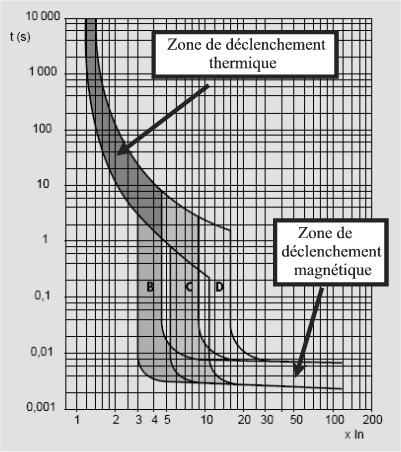 t (s)
10 000
1 000
100
10
1
0,1
0,01
0,001
Zone de déclenchement
thermique
Zone de
déclenchement
magnétique
B C D
1 2 3 4 5 10 20 30 50 100 200
x In